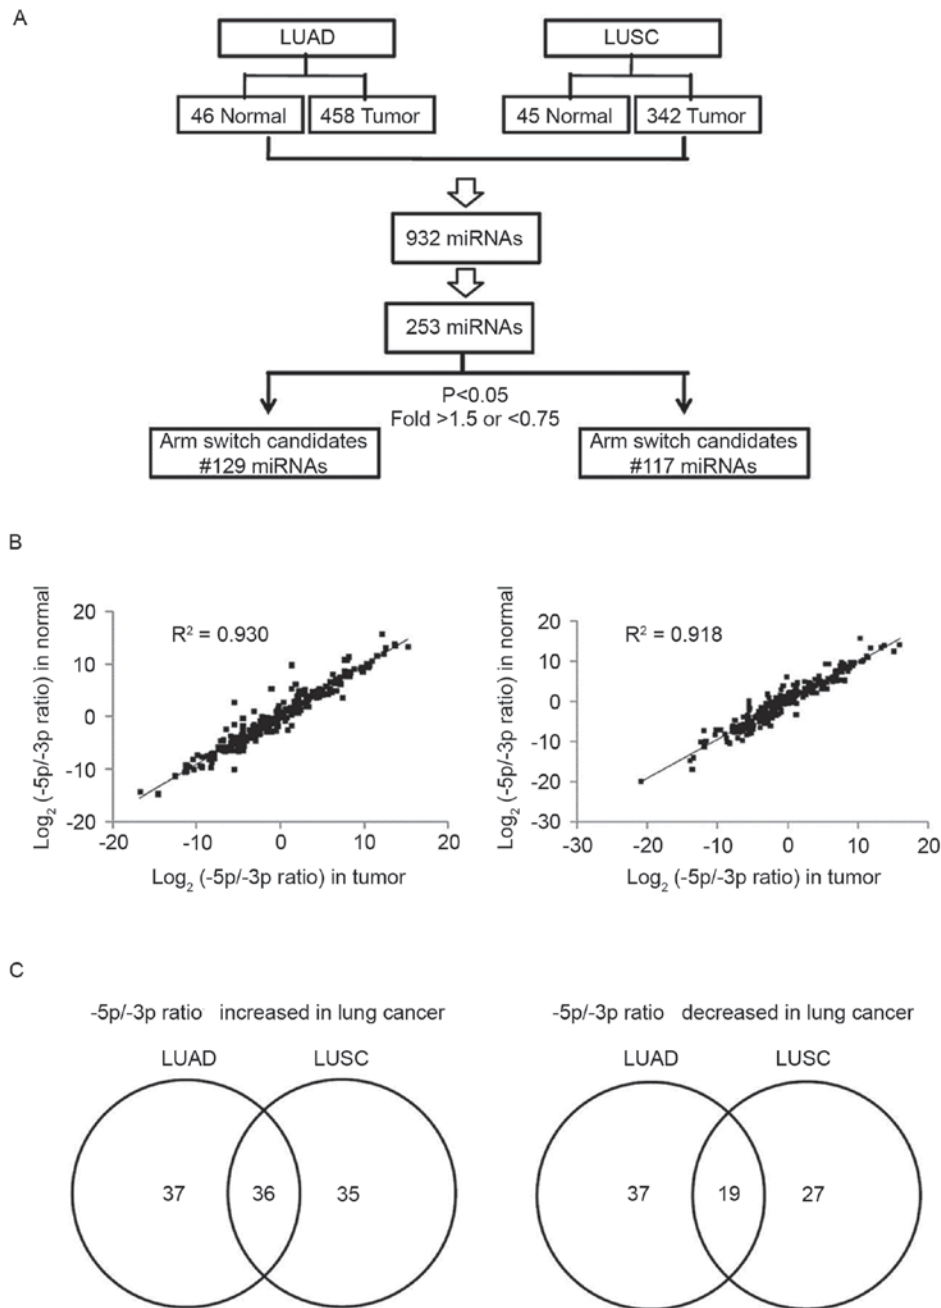 A
LUAD
LUSC
46 Normal
458 Tumor
45 Normal
342 Tumor
932 miRNAs
253 miRNAs
P<0.05
Fold >1.5 or <0.75
Arm switch candidates
#129 miRNAs
Arm switch candidates
#117 miRNAs
B
Log₂ (-5p/-3p ratio) in normal
20
10
0
-10
-20
R² = 0.930
-20
-10
0
10
20
Log₂ (-5p/-3p ratio) in tumor
Log₂ (-5p/-3p ratio) in normal
20
10
0
-10
-20
-30
R² = 0.918
-30
-20
-10
0
10
20
Log₂ (-5p/-3p ratio) in tumor
C
-5p/-3p ratio increased in lung cancer
LUAD
LUSC
37
36
35
-5p/-3p ratio decreased in lung cancer
LUAD
LUSC
37
19
27